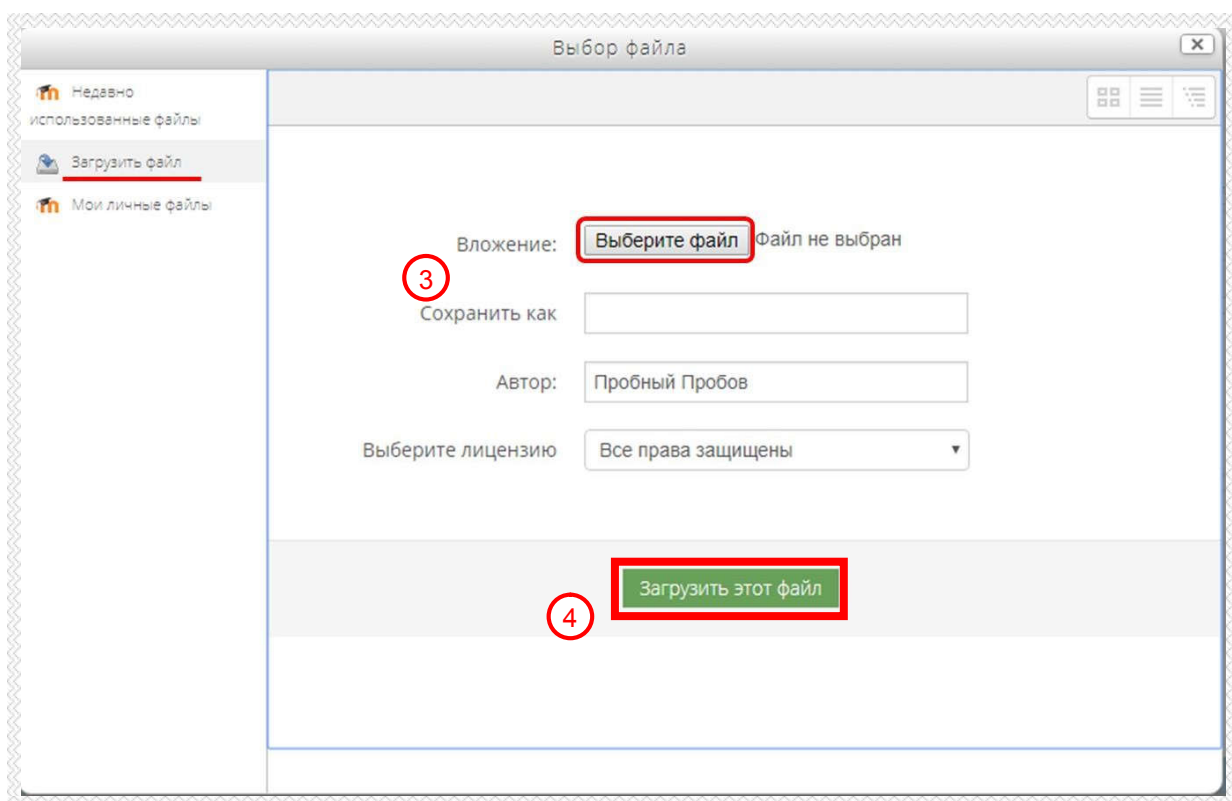 Выбор файла
Недавно
использованные файлы
Загрузить файл
Мои личные файлы
Вложение:
Выберите файл Файл не выбран
3
Сохранить как
Автор:
Пробный Пробов
Выберите лицензию
Все права защищены
Загрузить этот файл
4